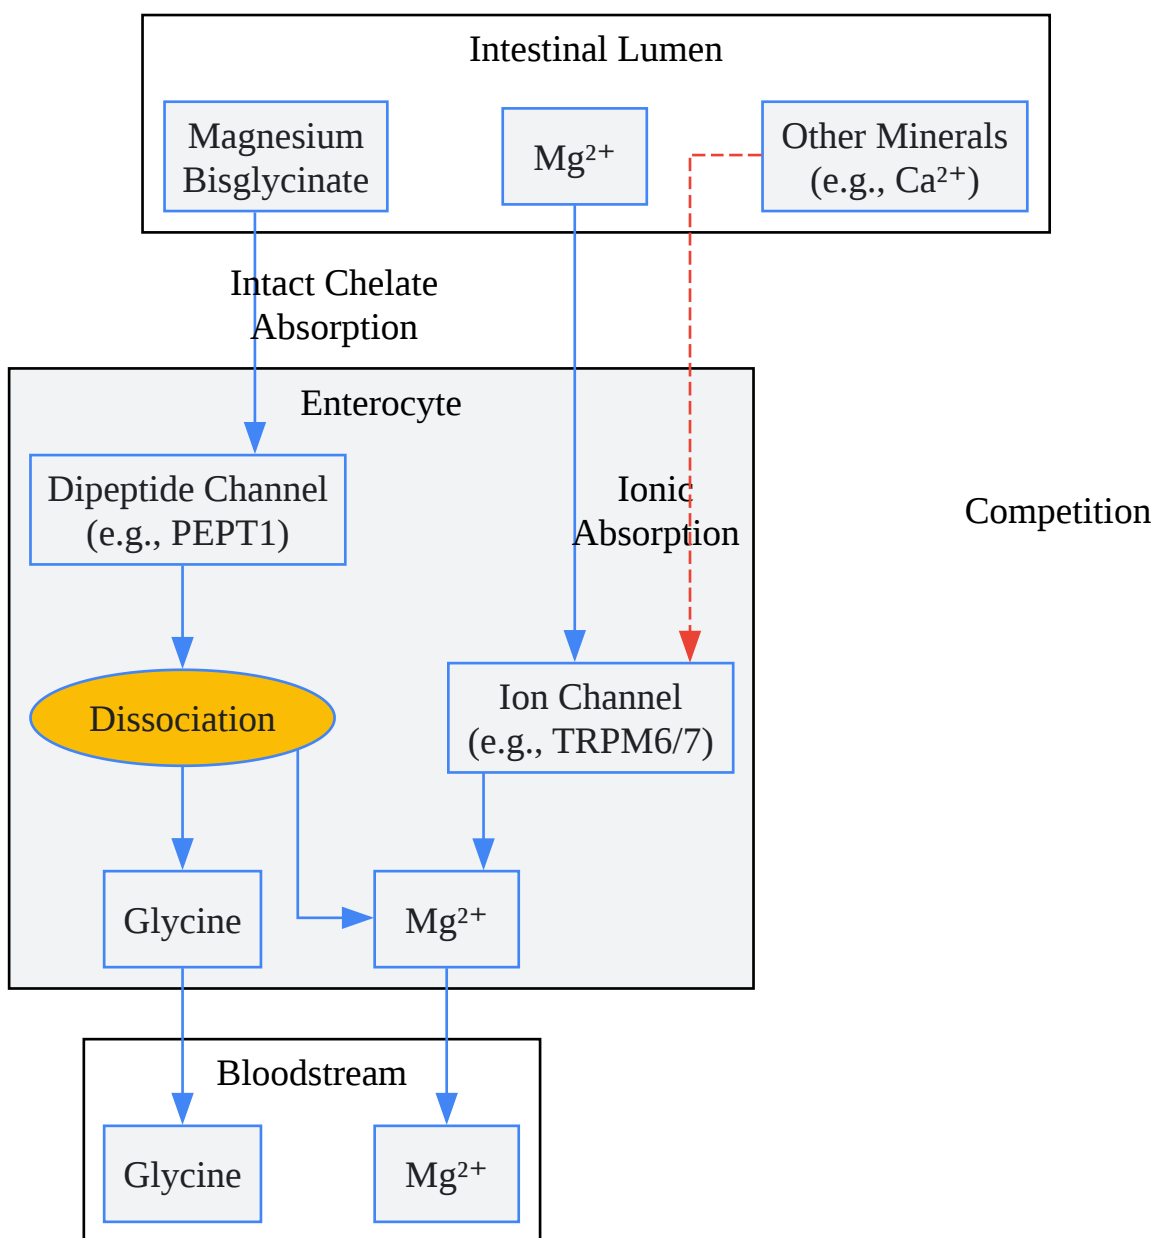 Intestinal Lumen
Magnesium
Bisglycinate
Mg²⁺
Other Minerals
(e.g., Ca²⁺)
Intact Chelate
Absorption
Enterocyte
Dipeptide Channel
(e.g., PEPT1)
Ionic
Absorption
Competition
Dissociation
Ion Channel
(e.g., TRPM6/7)
Glycine
Mg²⁺
Bloodstream
Glycine
Mg²⁺